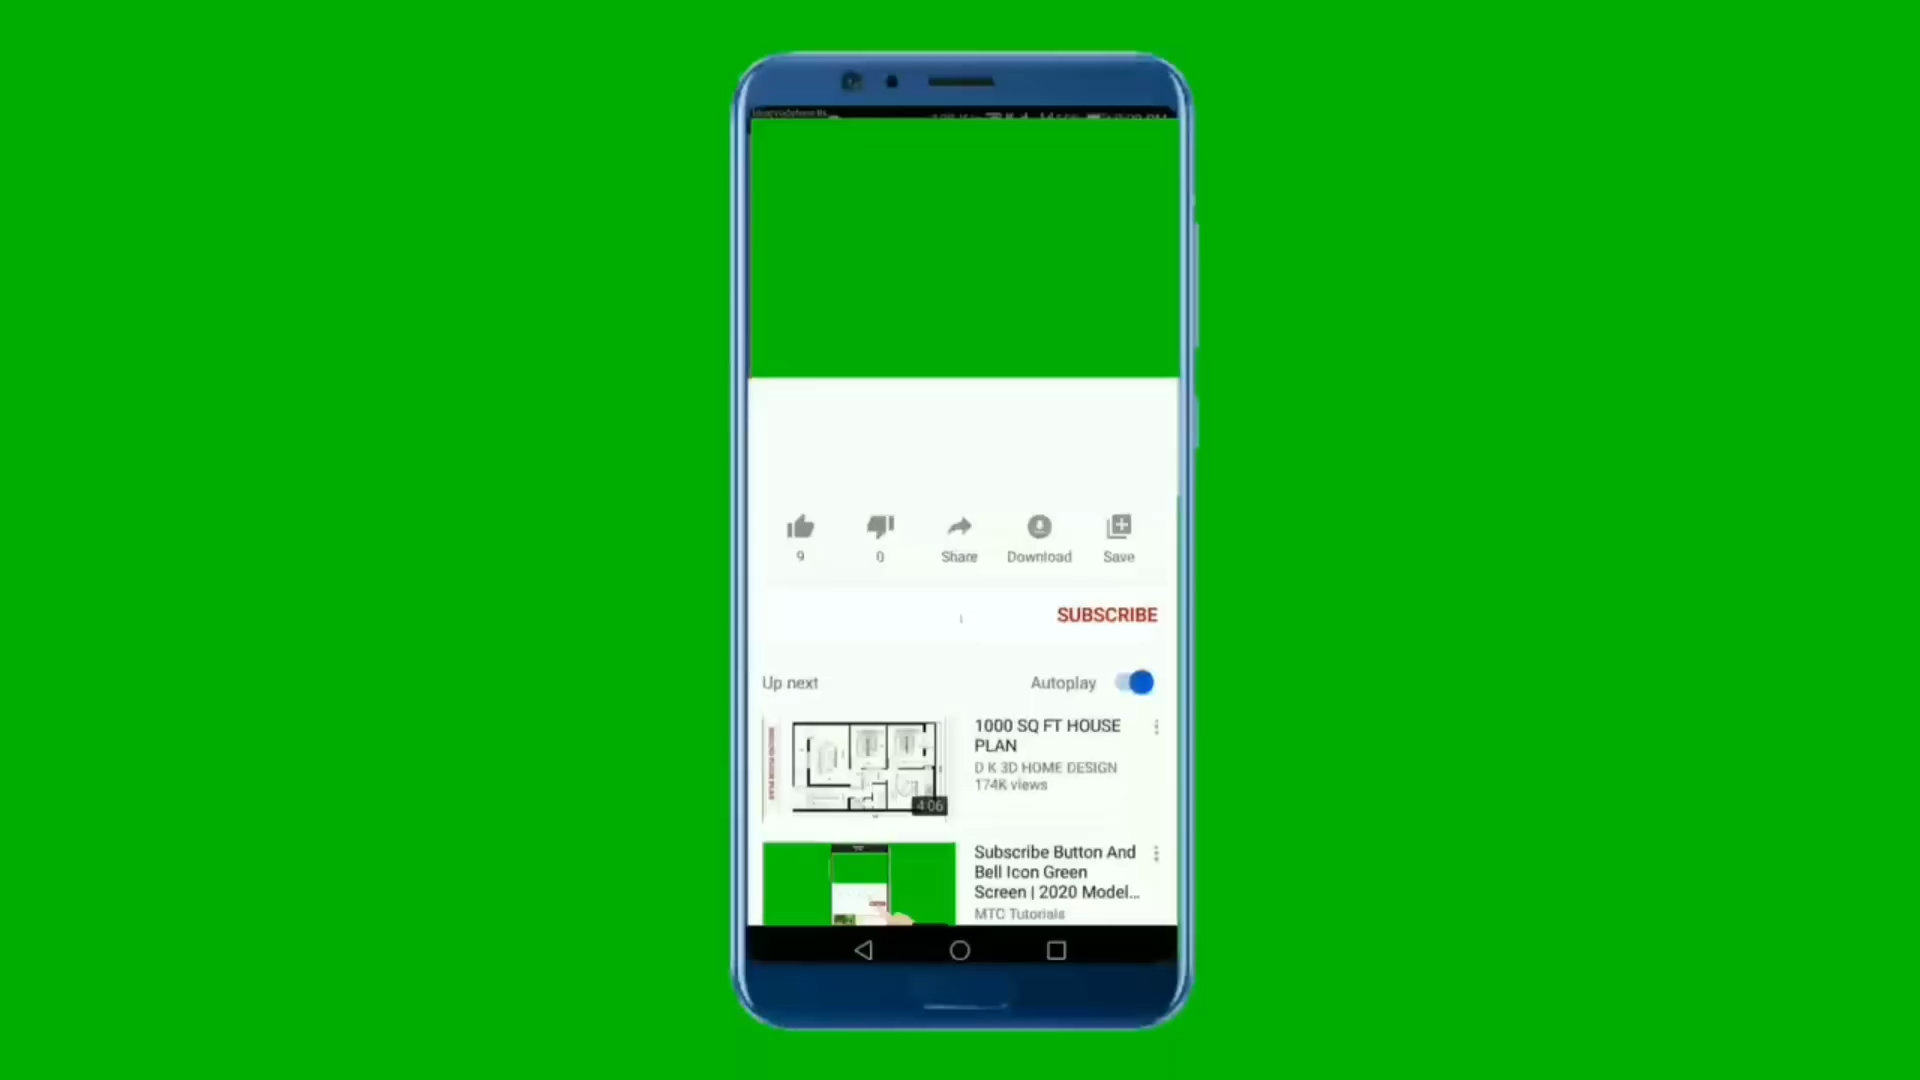 9
0
Share
Download
Save
SUBSCRIBE
Up next
Autoplay
1000 SQ FT HOUSE
PLAN
D K 3D HOME DESIGN
174K views
4:06
Subscribe Button And
Bell Icon Green
Screen | 2020 Model...
MTC Tutorials